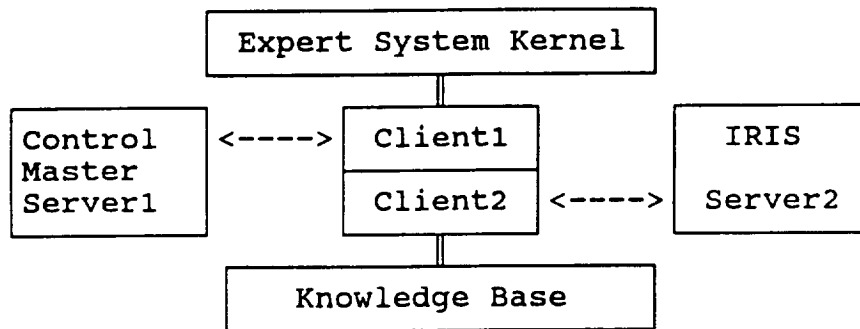 Expert System Kernel
Control
Master
Server1
<---->
Client1
Client2
<---->
IRIS
Server2
Knowledge Base